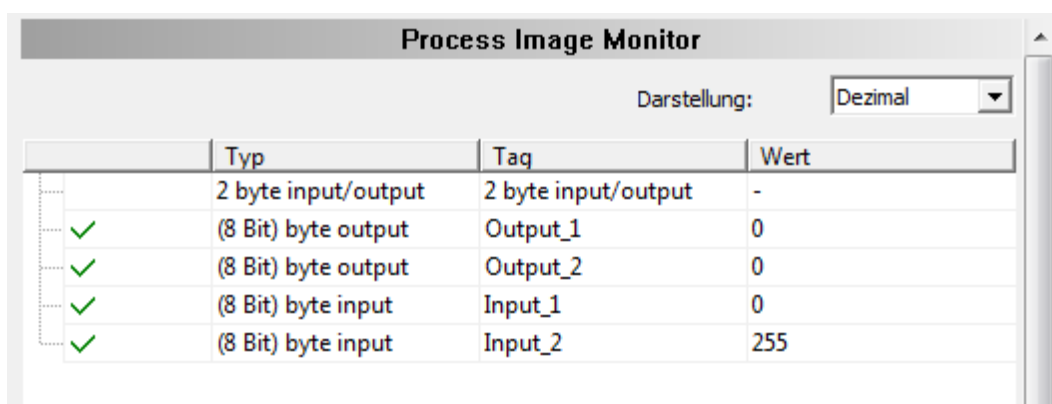 Process Image Monitor
Darstellung: Dezimal
Typ Tag Wert
2 byte input/output 2 byte input/output -
(8 Bit) byte output Output_1 0
(8 Bit) byte output Output_2 0
(8 Bit) byte input Input_1 0
(8 Bit) byte input Input_2 255